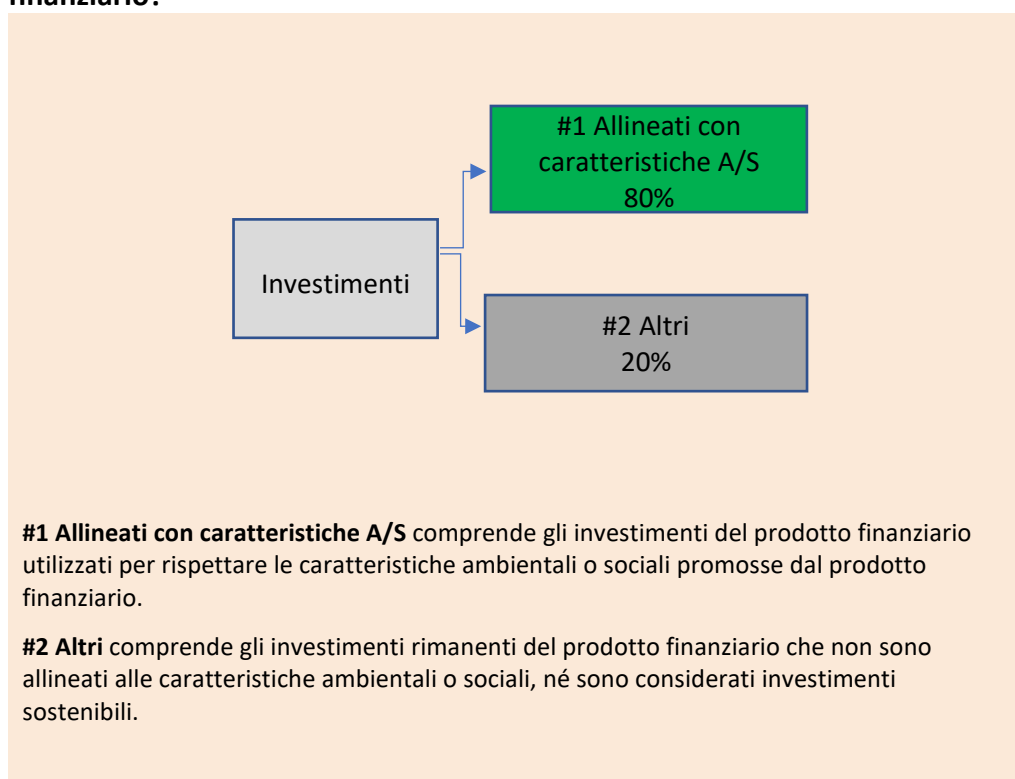 finanziario?
#1 Allineati con
caratteristiche A/S
80%
Investimenti
#2 Altri
20%
#1 Allineati con caratteristiche A/S comprende gli investimenti del prodotto finanziario
utilizzati per rispettare le caratteristiche ambientali o sociali promosse dal prodotto
finanziario.
#2 Altri comprende gli investimenti rimanenti del prodotto finanziario che non sono
allineati alle caratteristiche ambientali o sociali, né sono considerati investimenti
sostenibili.